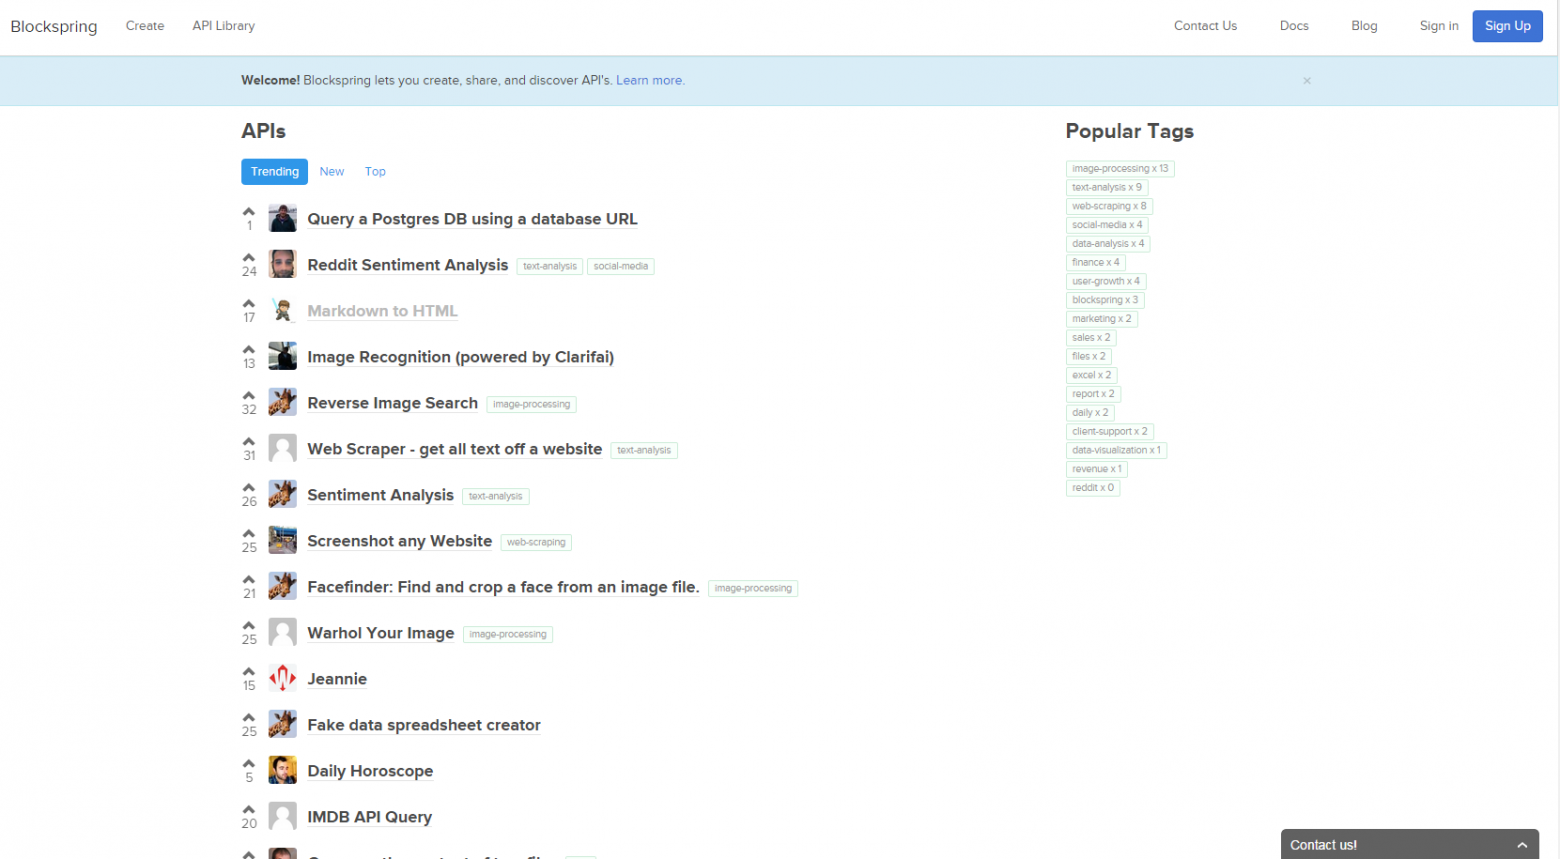 Blockspring Create API Library Contact Us Docs Blog Sign in Sign Up
Welcome! Blockspring lets you create, share, and discover API's. Learn more. ×
APIs
Trending New Top
1 Query a Postgres DB using a database URL
24 Reddit Sentiment Analysis text-analysis social-media
17 Markdown to HTML
13 Image Recognition (powered by Clarifai)
32 Reverse Image Search image-processing
31 Web Scraper - get all text off a website text-analysis
26 Sentiment Analysis text-analysis
25 Screenshot any Website web-scraping
21 Facefinder: Find and crop a face from an image file. image-processing
25 Warhol Your Image image-processing
15 Jeannie
25 Fake data spreadsheet creator
5 Daily Horoscope
20 IMDB API Query
Popular Tags
image-processing x 13
text-analysis x 9
web-scraping x 8
social-media x 4
data-analysis x 4
finance x 4
user-growth x 4
blockspring x 3
marketing x 2
sales x 2
files x 2
excel x 2
report x 2
daily x 2
client-support x 2
data-visualization x 1
revenue x 1
reddit x 0
Contact us!